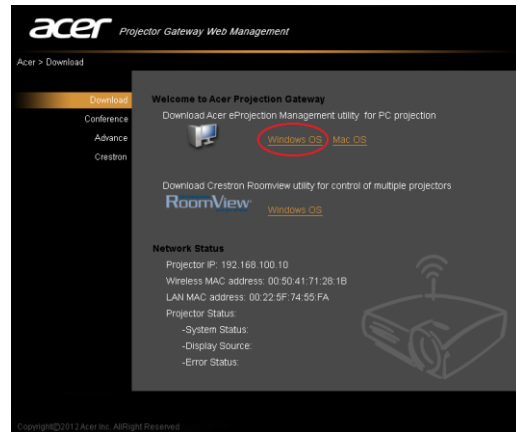 acer Projector Gateway Web Management
Acer > Download
Download
Conference
Advance
Crestron
Welcome to Acer Projection Gateway
Download Acer eProjection Management utility for PC projection
Windows OS Mac OS
Download Crestron Roomview utility for control of multiple projectors
RoomView
Windows OS
Network Status
Projector IP: 192.168.100.10
Wireless MAC address: 00:50:41:71:28:1B
LAN MAC address: 00:22:5F:74:55:FA
Projector Status:
-System Status:
-Display Source:
-Error Status:
Copyright©2012 Acer Inc. AllRight Reserved